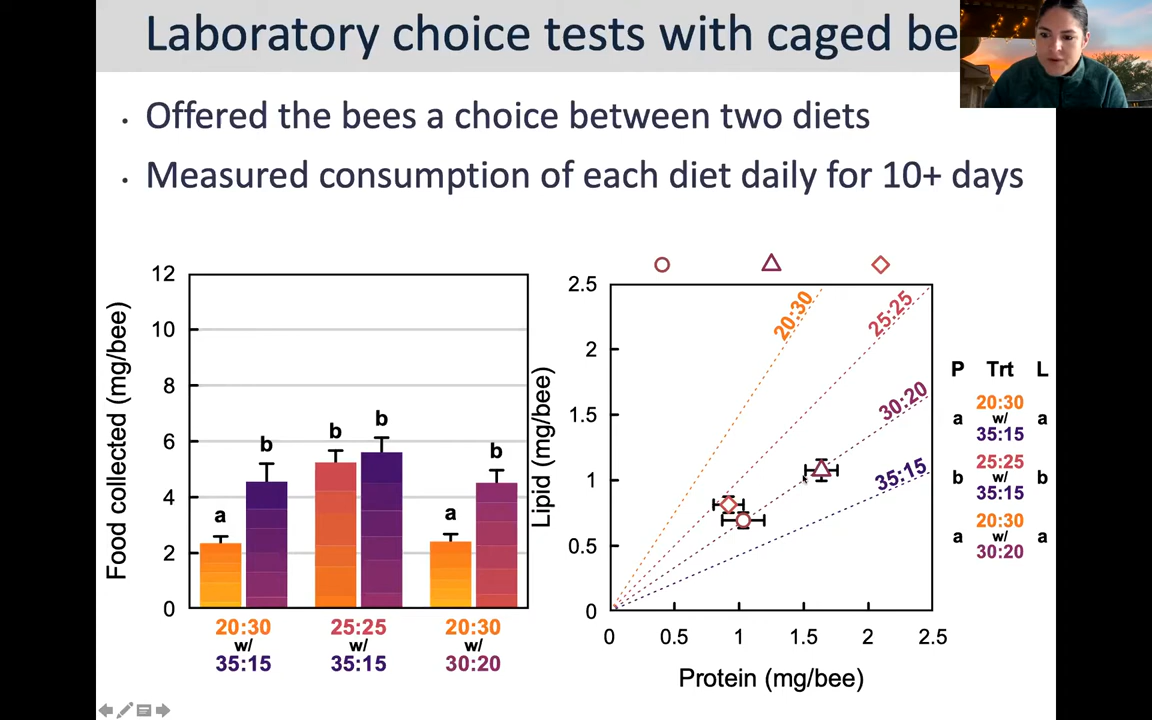 Laboratory choice tests with caged be
• Offered the bees a choice between two diets
• Measured consumption of each diet daily for 10+ days
Food collected (mg/bee)
12
10
8
6
4
2
0
a
b
b
b
a
b
20:30
w/
35:15
25:25
w/
35:15
20:30
w/
30:20
Lipid (mg/bee)
2.5
2
1.5
1
0.5
0
20:30
25:25
30:20
35:15
0 0.5 1 1.5 2 2.5
Protein (mg/bee)
P Trt L
20:30
a w/ a
35:15
25:25
b w/ b
35:15
20:30
a w/ a
30:20